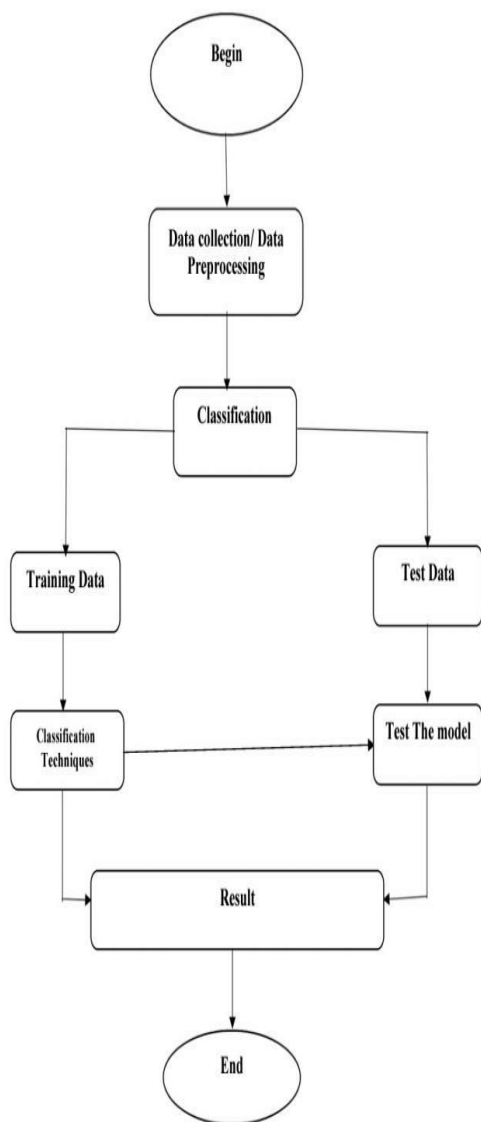 Begin
Data collection/ Data
Preprocessing
Classification
Training Data
Test Data
Classification
Techniques
Test The model
Result
End